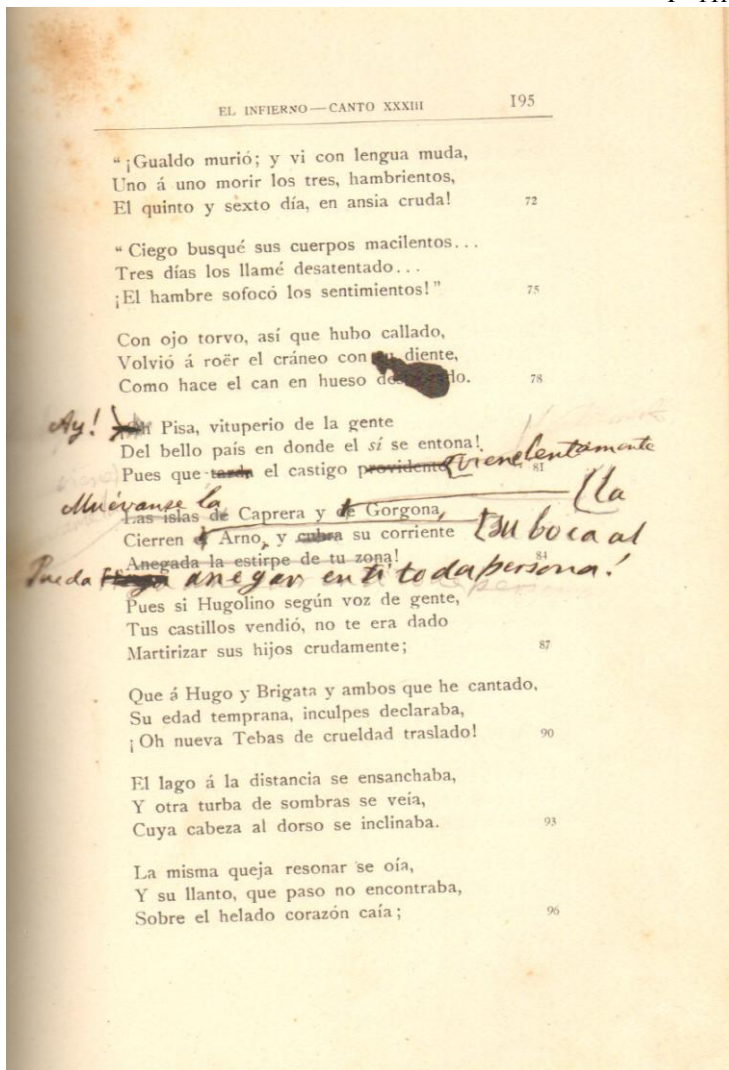 EL INFIERNO — CANTO XXXIII 195
“¡Gualdo murió; y vi con lengua muda,
Uno á uno morir los tres, hambrientos,
El quinto y sexto día, en ansia cruda! 72
“Ciego busqué sus cuerpos macilentos...
Tres días los llamé desatentado...
¡El hambre sofocó los sentimientos!” 75
Con ojo torvo, así que hubo callado,
Volvió á roër el cráneo con diente,
Como hace el can en hueso 78
Ay! Pisa, vituperio de la gente
Del bello país en donde el sí se entona!
Pues que tarda el castigo providente, viene lentamente 81
Muévanse la (la
Las islas de Caprera y de Gorgona,
Cierren Arno, y cubra su corriente (su boca al
Anegada la estirpe de tu zona! 84
Pueda anegar en ti toda persona!
Pues si Hugolino según voz de gente,
Tus castillos vendió, no te era dado
Martirizar sus hijos crudamente; 87
Que á Hugo y Brigata y ambos que he cantado,
Su edad temprana, inculpes declaraba,
¡Oh nueva Tebas de crueldad traslado! 90
El lago á la distancia se ensanchaba,
Y otra turba de sombras se veía,
Cuya cabeza al dorso se inclinaba. 93
La misma queja resonar se oía,
Y su llanto, que paso no encontraba,
Sobre el helado corazón caía; 96